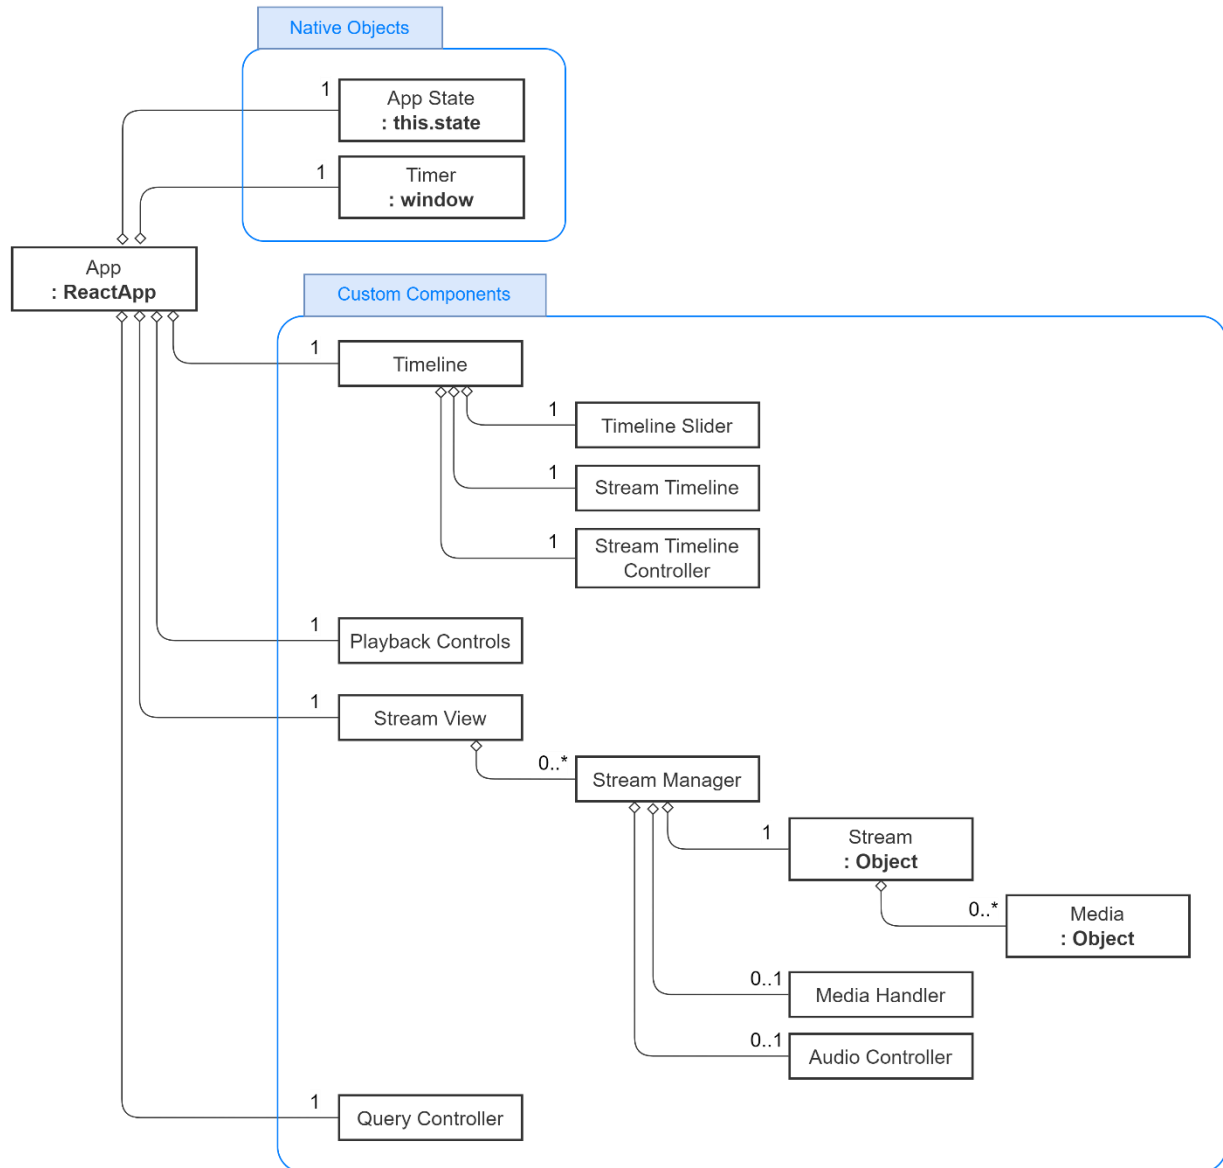 Native Objects
1
App State
: this.state
1
Timer
: window
App
: ReactApp
Custom Components
1
Timeline
1
Timeline Slider
1
Stream Timeline
1
Stream Timeline
Controller
1
Playback Controls
1
Stream View
0..*
Stream Manager
1
Stream
: Object
0..*
Media
: Object
0..1
Media Handler
0..1
Audio Controller
1
Query Controller